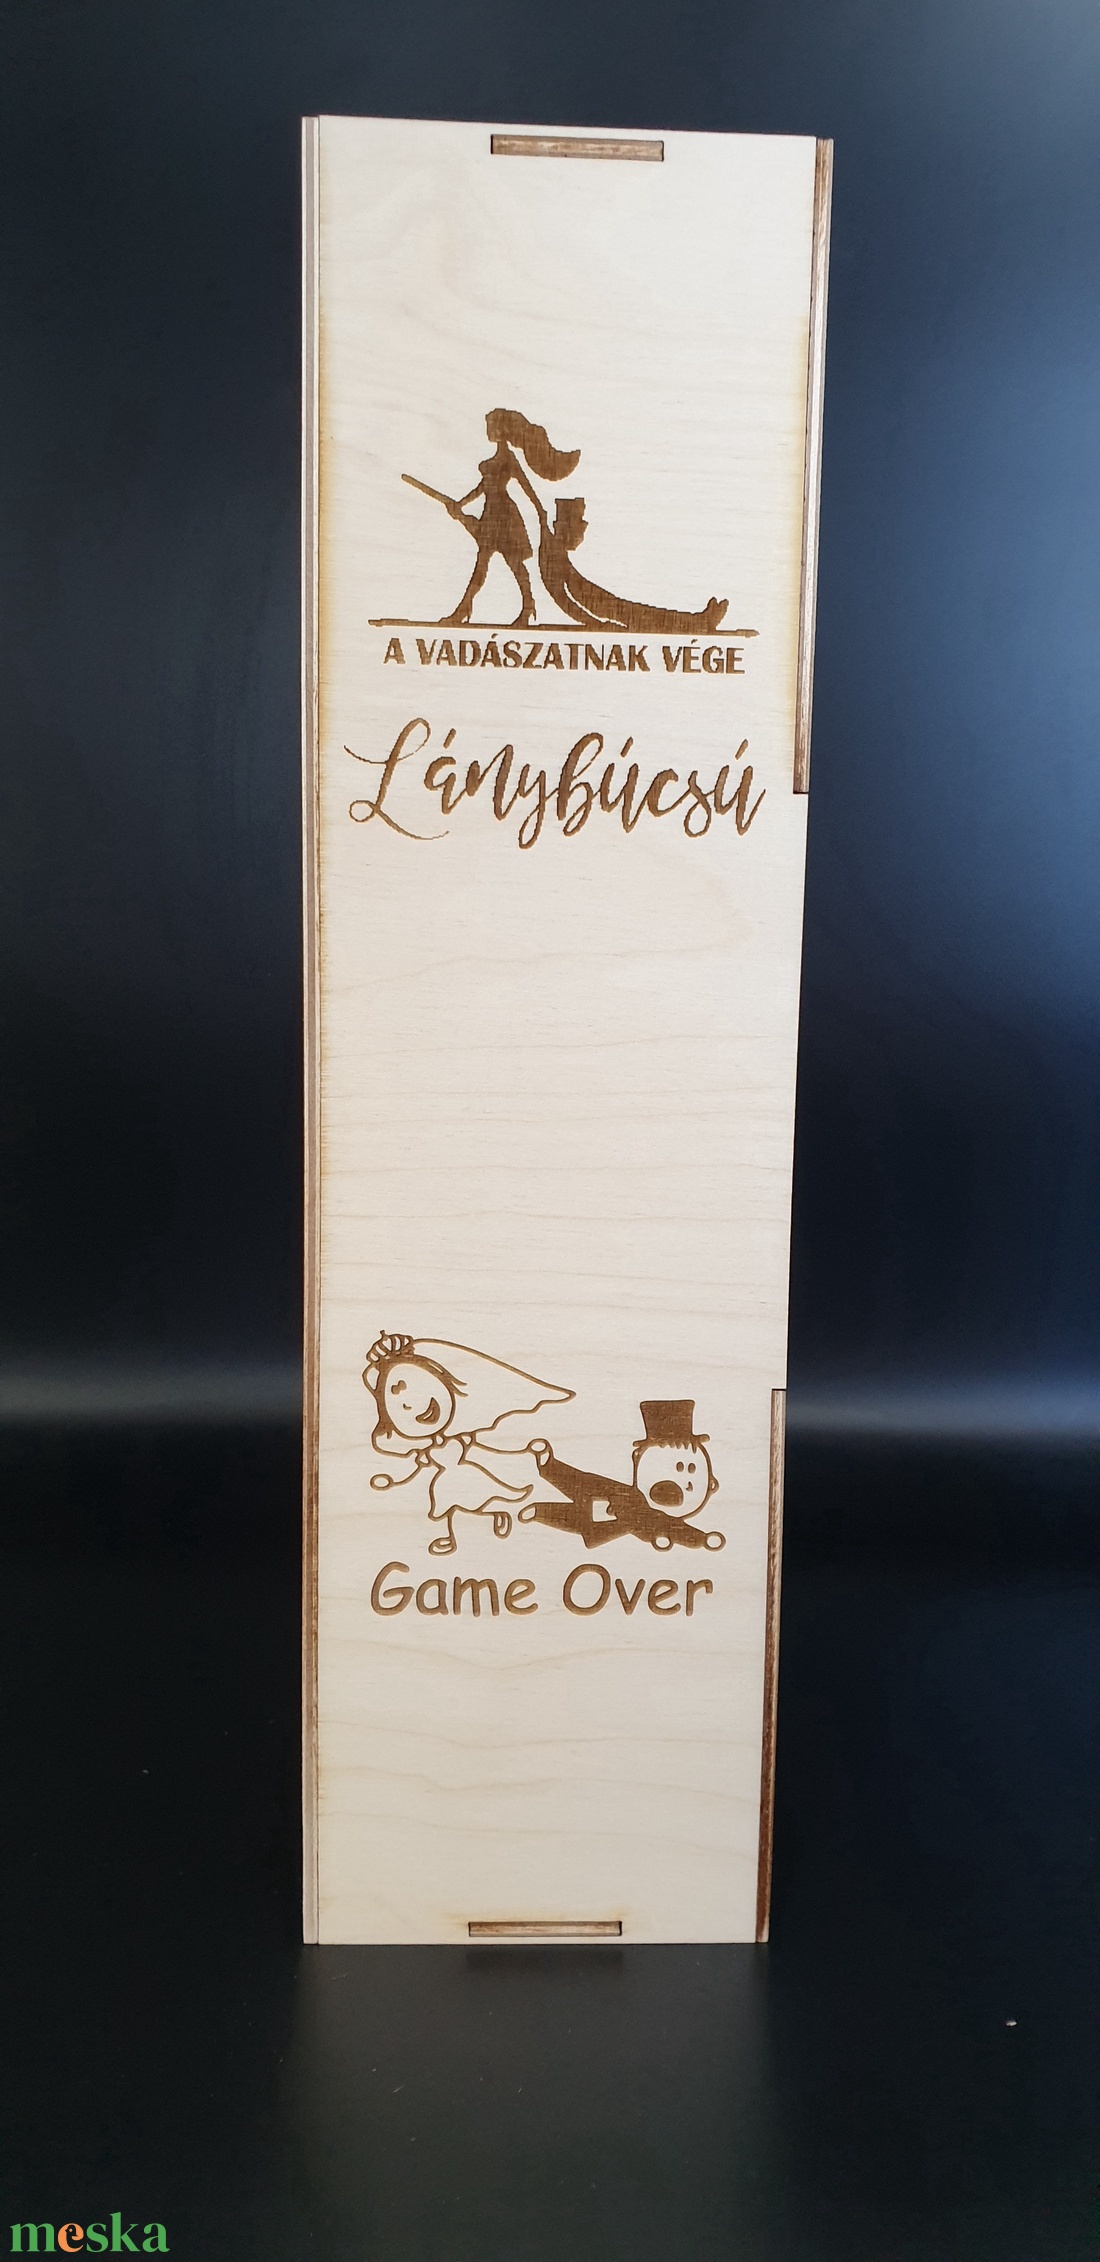 A VADÁSZATNAK VÉGE
Lánybúcsú
Game Over
meska